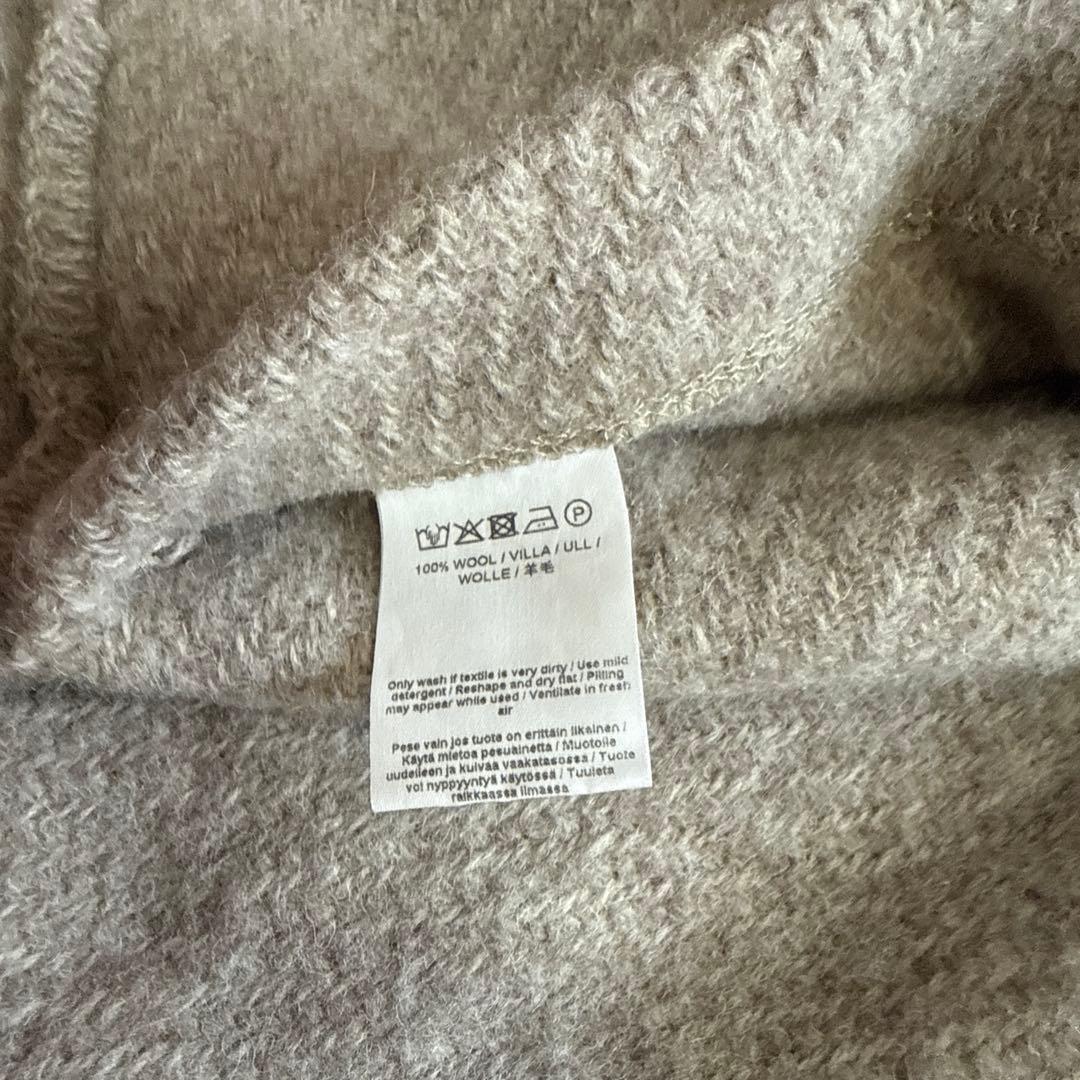 P
100% WOOL / VILLA / ULL /
WOLLE / 羊毛
Only wash if textile is very dirty / Use mild
detergent / Reshape and dry flat / Pilling
may appear while used / Ventilate in fresh
air
Pese vain jos tuote on erittäin likainen /
Käytä mietoa pesuainetta / Muotoile
uudelleen ja kuivaa vaakatasossa / Tuote
voi nyppyyntyä käytössä / Tuuleta
raikkaassa ilmassa